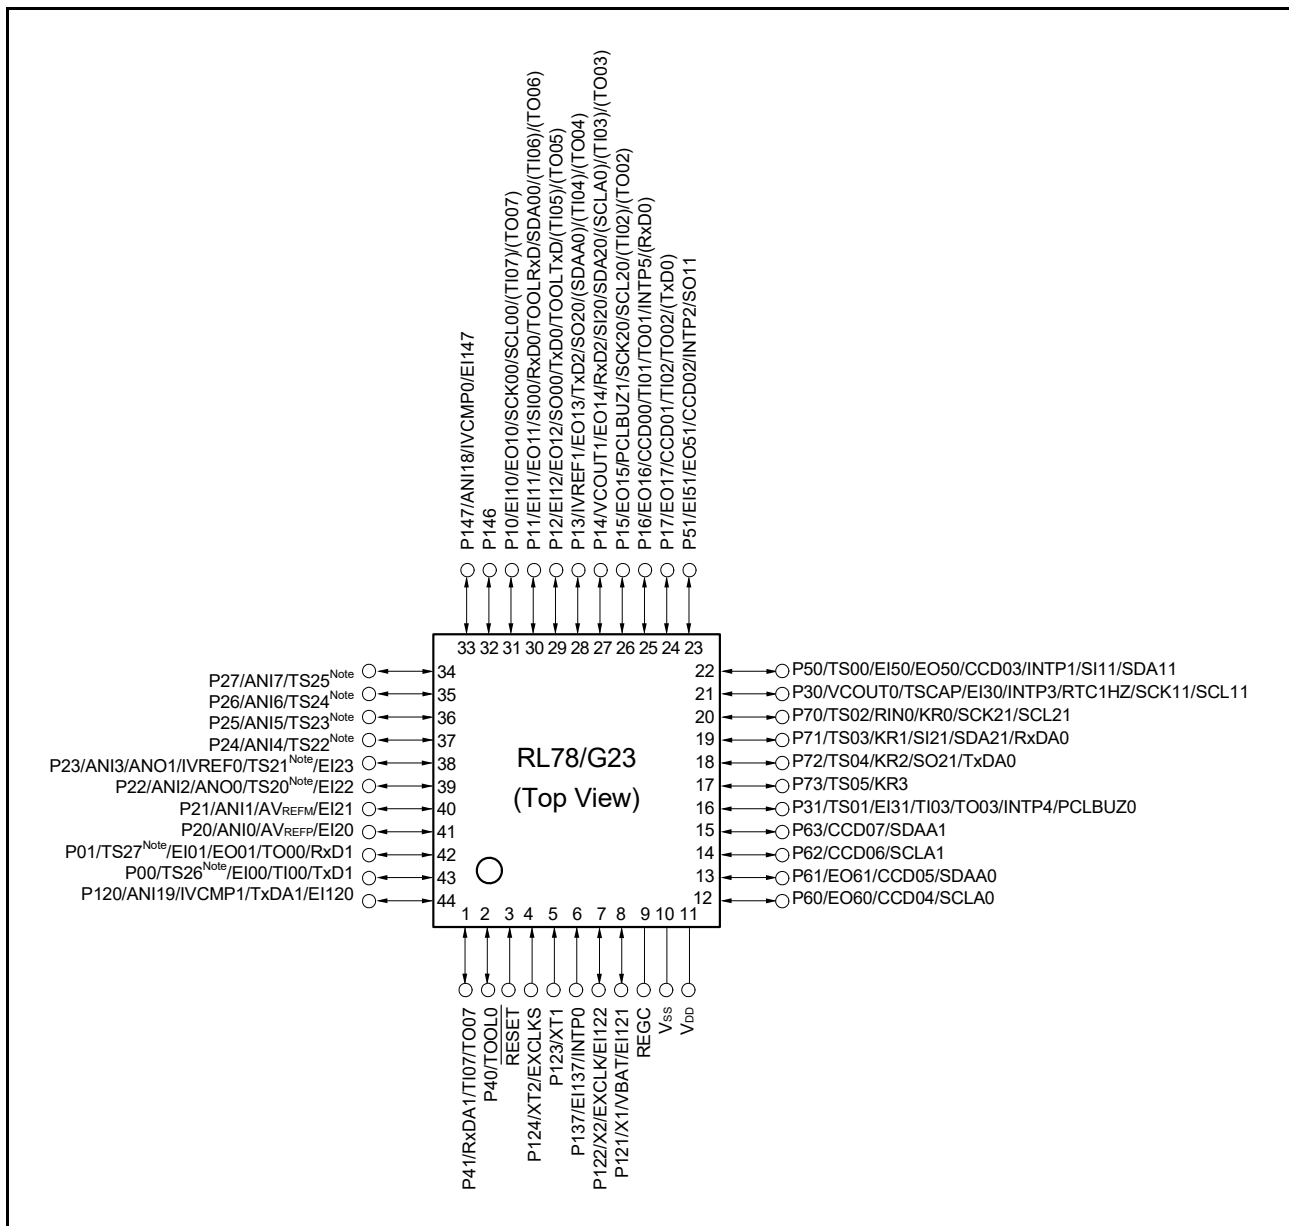 P147/ANI18/IVCMP0/EI147
P146
P10/EI10/EO10/SCK00/SCL00/(TI07)/(TO07)
P11/EI11/EO11/SI00/RxD0/TOOLRxD/SDA00/(TI06)/(TO06)
P12/EI12/EO12/SO00/TxD0/TOOLTxD/(TI05)/(TO05)
P13/IVREF1/EO13/TxD2/SO20/(SDAA0)/(TI04)/(TO04)
P14/VCOUT1/EO14/RxD2/SI20/SDA20/(SCLA0)/(TI03)/(TO03)
P15/EO15/PCLBUZ1/SCK20/SCL20/(TI02)/(TO02)
P16/EO16/CCD00/TI01/TO01/INTP5/(RxD0)
P17/EO17/CCD01/TI02/TO02/(TxD0)
P51/EI51/EO51/CCD02/INTP2/SO11
33 32 31 30 29 28 27 26 25 24 23
P27/ANI7/TS25Note 34
P26/ANI6/TS24Note 35
P25/ANI5/TS23Note 36
P24/ANI4/TS22Note 37
P23/ANI3/ANO1/IVREF0/TS21Note/EI23 38
P22/ANI2/ANO0/TS20Note/EI22 39
P21/ANI1/AVREFM/EI21 40
P20/ANI0/AVREFP/EI20 41
P01/TS27Note/EI01/EO01/TO00/RxD1 42
P00/TS26Note/EI00/TI00/TxD1 43
P120/ANI19/IVCMP1/TxDA1/EI120 44
RL78/G23
(Top View)
22 P50/TS00/EI50/EO50/CCD03/INTP1/SI11/SDA11
21 P30/VCOUT0/TSCAP/EI30/INTP3/RTC1HZ/SCK11/SCL11
20 P70/TS02/RIN0/KR0/SCK21/SCL21
19 P71/TS03/KR1/SI21/SDA21/RxDA0
18 P72/TS04/KR2/SO21/TxDA0
17 P73/TS05/KR3
16 P31/TS01/EI31/TI03/TO03/INTP4/PCLBUZ0
15 P63/CCD07/SDAA1
14 P62/CCD06/SCLA1
13 P61/EO61/CCD05/SDAA0
12 P60/EO60/CCD04/SCLA0
1 2 3 4 5 6 7 8 9 10 11
P41/RxDA1/TI07/TO07
P40/TOOL0
RESET
P124/XT2/EXCLKS
P123/XT1
P137/EI137/INTP0
P122/X2/EXCLK/EI122
P121/X1/VBAT/EI121
REGC
VSS
VDD